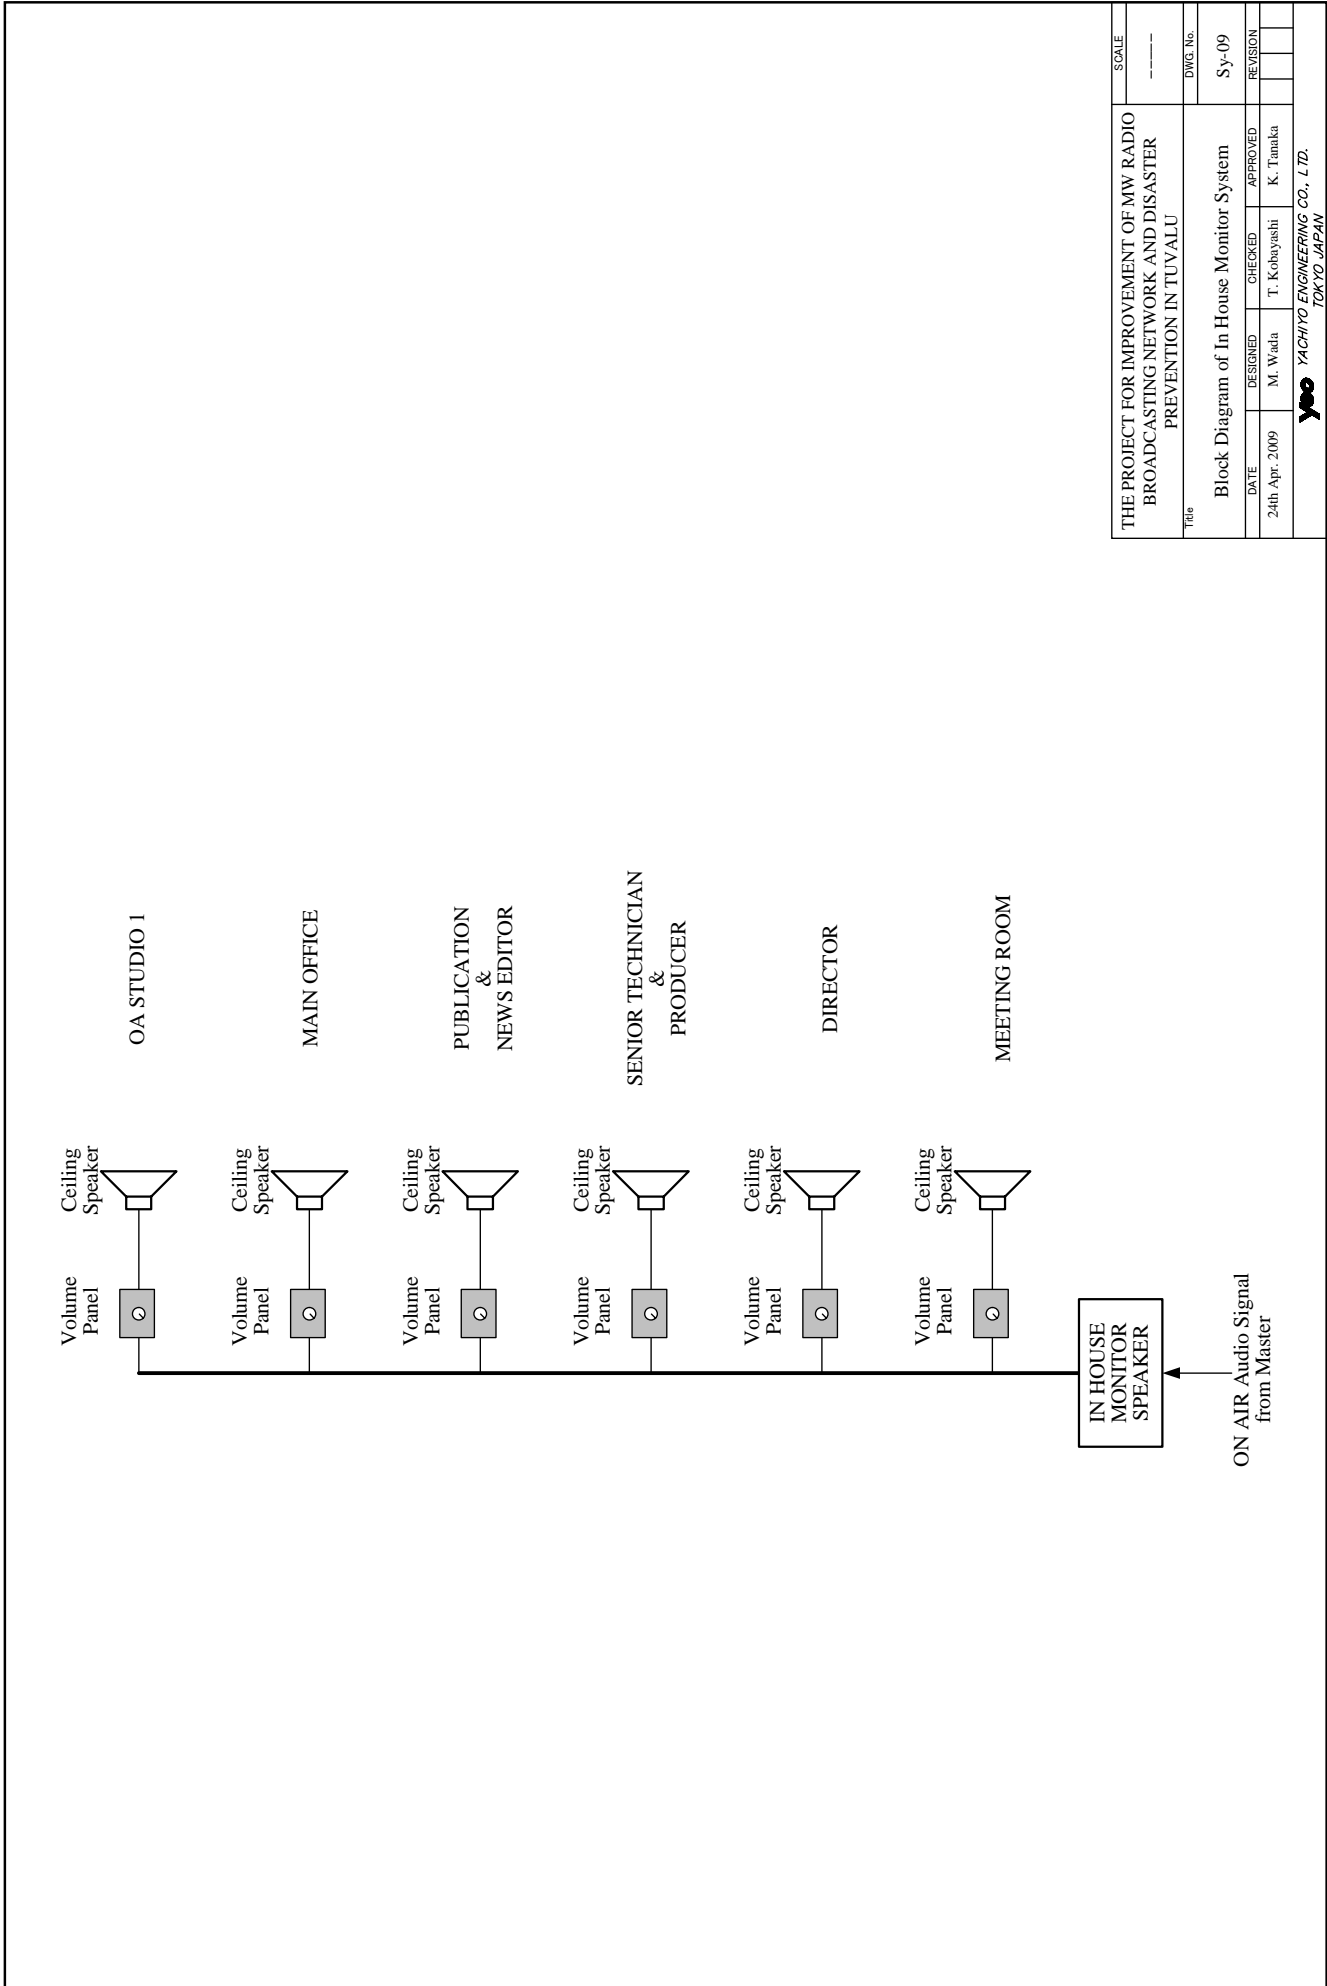 Volume
Panel
Ceiling
Speaker
OA STUDIO 1
Volume
Panel
Ceiling
Speaker
MAIN OFFICE
Volume
Panel
Ceiling
Speaker
PUBLICATION
&
NEWS EDITOR
Volume
Panel
Ceiling
Speaker
SENIOR TECHNICIAN
&
PRODUCER
Volume
Panel
Ceiling
Speaker
DIRECTOR
Volume
Panel
Ceiling
Speaker
MEETING ROOM
IN HOUSE
MONITOR
SPEAKER
ON AIR Audio Signal
from Master
THE PROJECT FOR IMPROVEMENT OF MW RADIO
BROADCASTING NETWORK AND DISASTER
PREVENTION IN TUVALU
SCALE
-----
Title
Block Diagram of In House Monitor System
DWG. No.
Sy-09
DATE DESIGNED CHECKED APPROVED REVISION
24th Apr. 2009 M. Wada T. Kobayashi K. Tanaka
yeo YACHIYO ENGINEERING CO., LTD.
TOKYO JAPAN